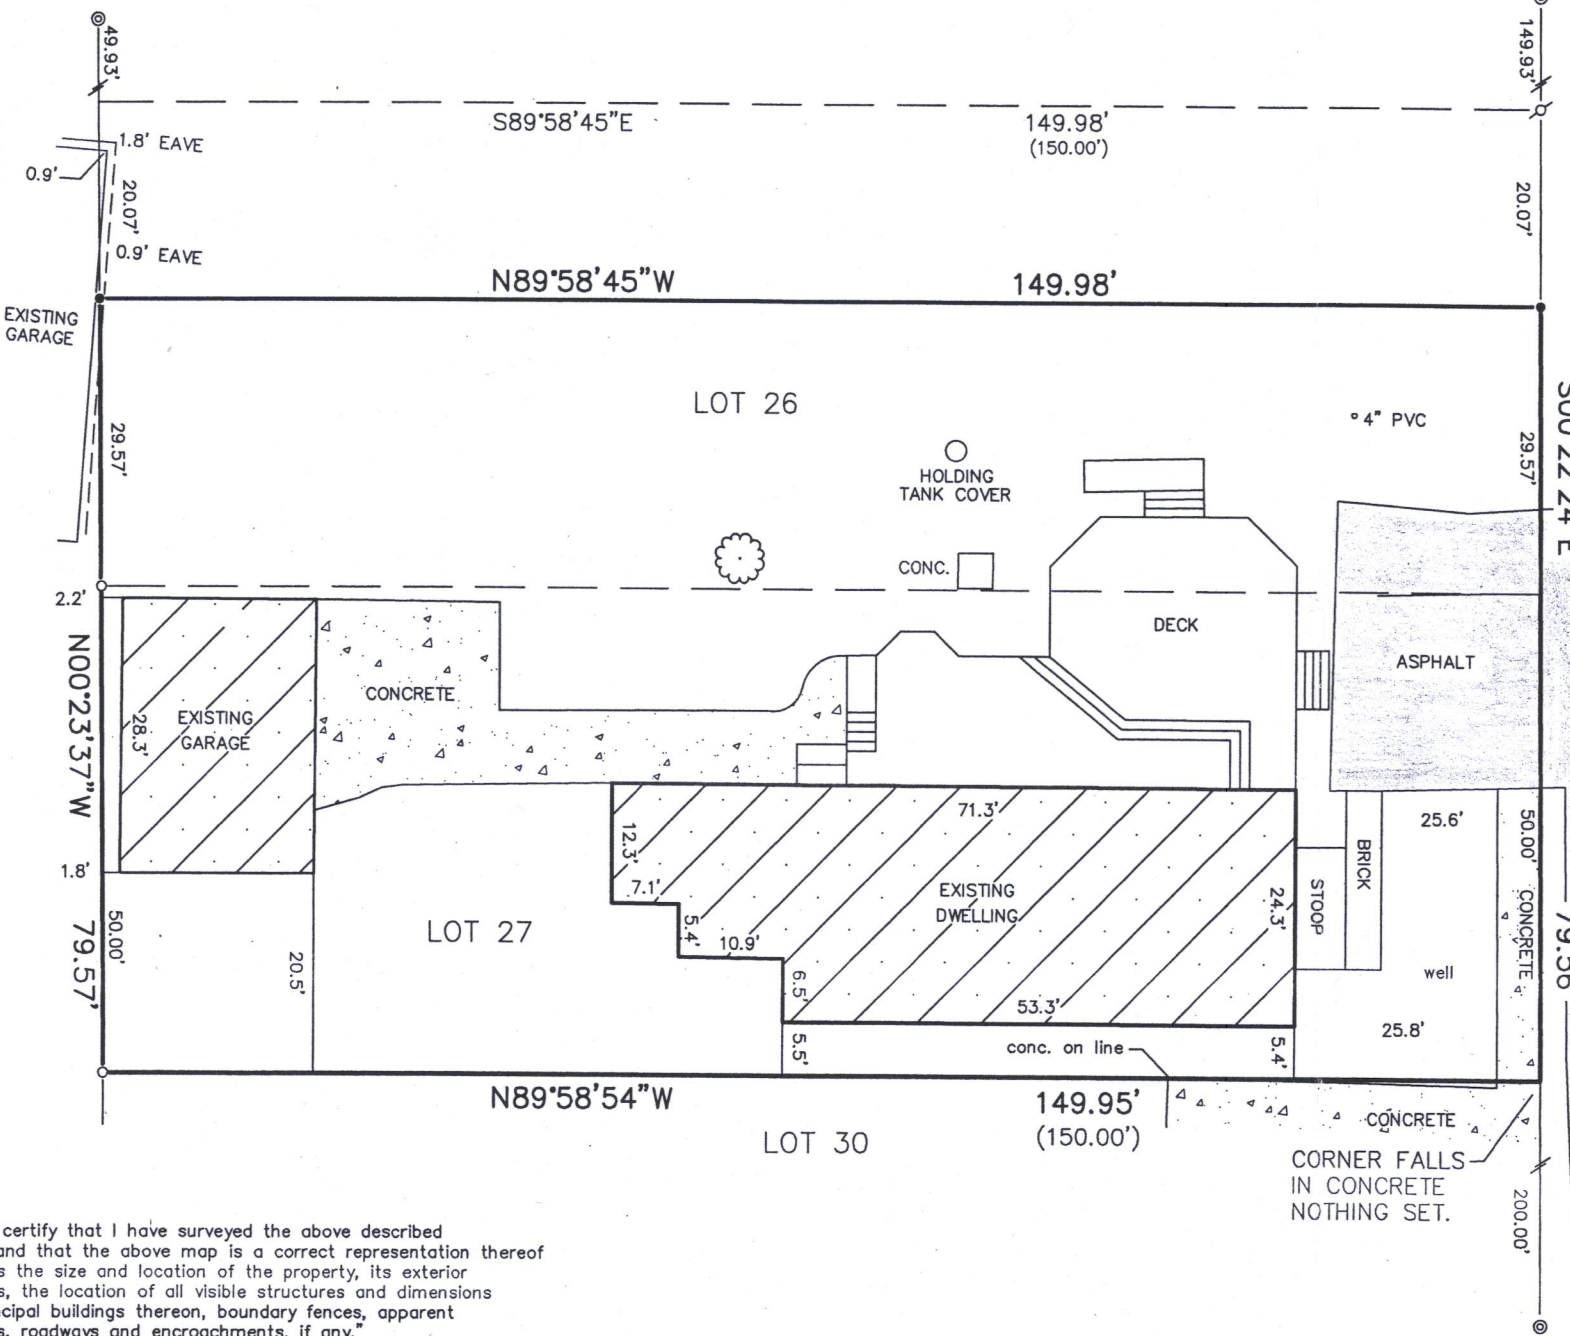 49.93'
149.93'
S89°58'45"E
149.98'
(150.00')
1.8' EAVE
0.9'
20.07'
20.07'
0.9' EAVE
N89°58'45"W
149.98'
EXISTING
GARAGE
LOT 26
4" PVC
29.57'
29.57'
S00°22'24"E
HOLDING
TANK COVER
CONC.
2.2'
DECK
ASPHALT
N00°23'37"W
CONCRETE
28.3'
EXISTING
GARAGE
71.3'
25.6'
50.00'
12.3'
BRICK
1.8'
7.1'
EXISTING
DWELLING
24.3'
STOOP
CONCRETE
79.56
50.00'
79.57'
LOT 27
5.4'
10.9'
20.5'
6.5'
53.3'
well
25.8'
5.5'
conc. on line
5.4'
N89°58'54"W
149.95'
(150.00')
CONCRETE
LOT 30
CORNER FALLS
IN CONCRETE
NOTHING SET.
200.00'
certify that I have surveyed the above described
and that the above map is a correct representation thereof
s the size and location of the property, its exterior
s, the location of all visible structures and dimensions
cipal buildings thereon, boundary fences, apparent
s, roadways and encroachments, if any."